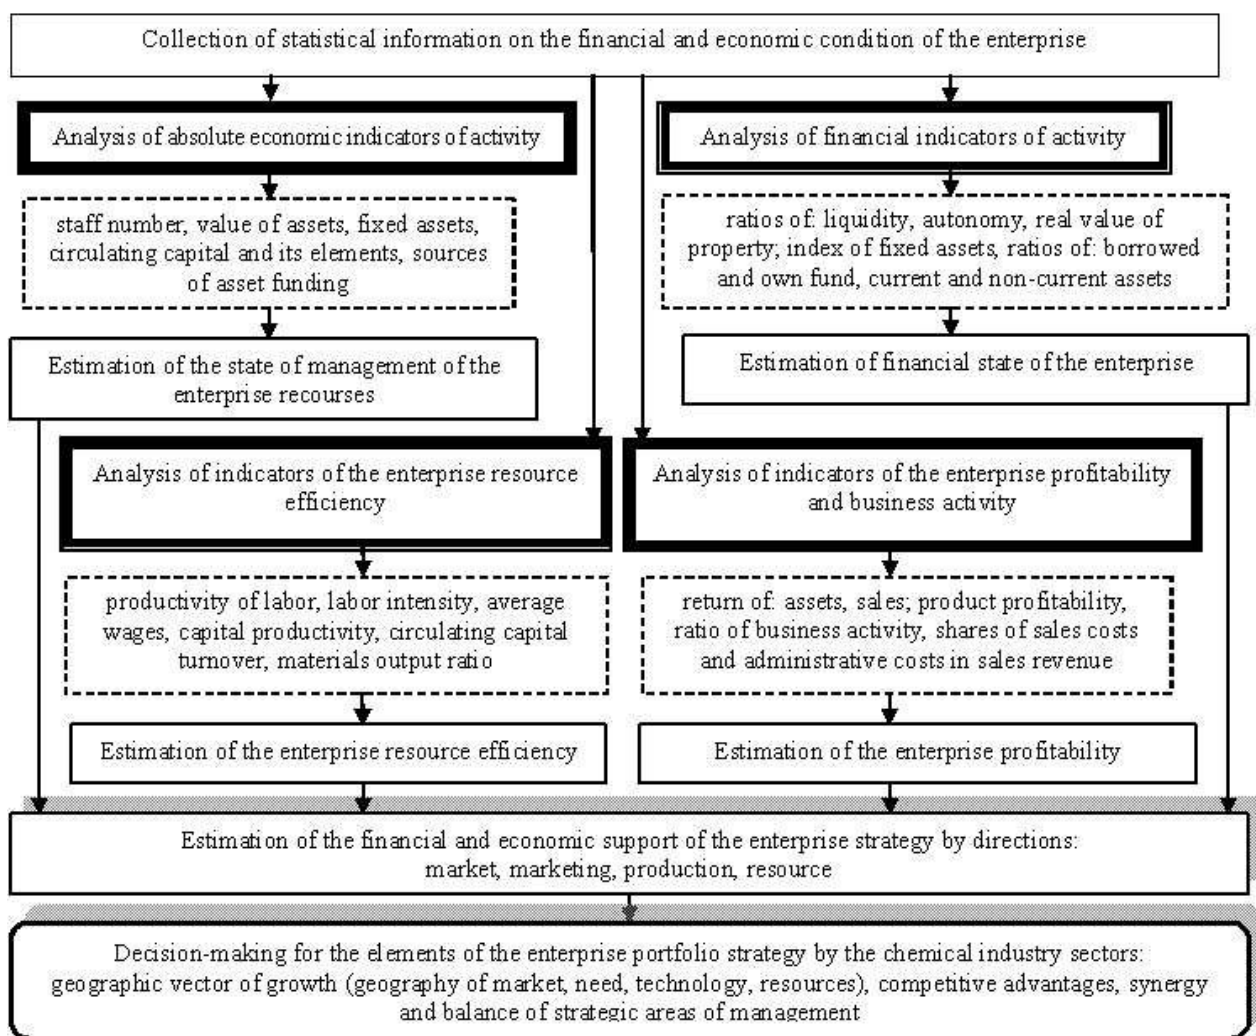 Collection of statistical information on the financial and economic condition of the enterprise
Analysis of absolute economic indicators of activity
Analysis of financial indicators of activity
staff number, value of assets, fixed assets,
circulating capital and its elements, sources
of asset funding
ratios of: liquidity, autonomy, real value of
property; index of fixed assets, ratios of: borrowed
and own fund, current and non-current assets
Estimation of the state of management of the
enterprise recourses
Estimation of financial state of the enterprise
Analysis of indicators of the enterprise resource
efficiency
Analysis of indicators of the enterprise profitability
and business activity
productivity of labor, labor intensity, average
wages, capital productivity, circulating capital
turnover, materials output ratio
return of: assets, sales; product profitability,
ratio of business activity, shares of sales costs
and administrative costs in sales revenue
Estimation of the enterprise resource efficiency
Estimation of the enterprise profitability
Estimation of the financial and economic support of the enterprise strategy by directions:
market, marketing, production, resource
Decision-making for the elements of the enterprise portfolio strategy by the chemical industry sectors:
geographic vector of growth (geography of market, need, technology, resources), competitive advantages, synergy
and balance of strategic areas of management